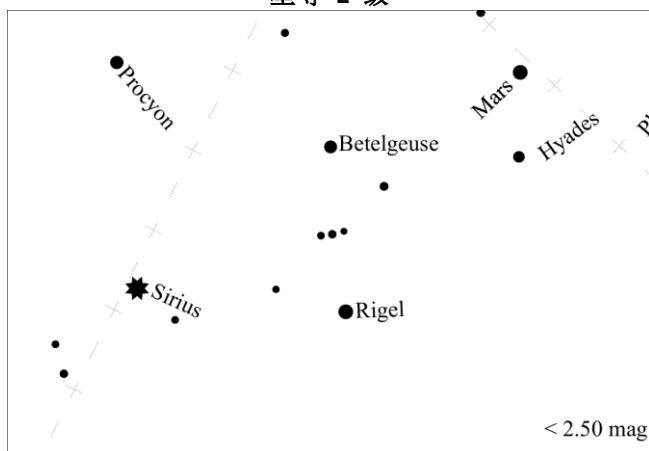 Procyon
Mars
Hyades
Betelgeuse
Sirius
Rigel
< 2.50 mag